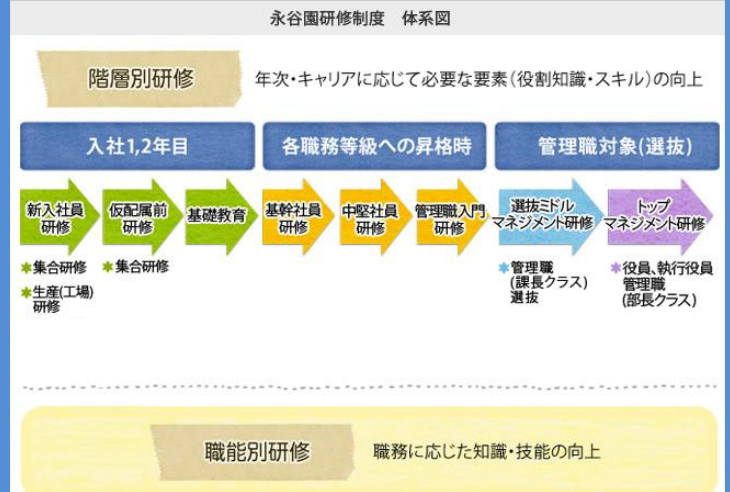 永谷園研修制度　体系図
階層別研修
年次・キャリアに応じて必要な要素(役割知識・スキル)の向上
入社1,2年目
各職務等級への昇格時
管理職対象(選抜)
新入社員
研修
仮配属前
研修
基礎教育
基幹社員
研修
中堅社員
研修
管理職入門
研修
選抜ミドル
マネジメント研修
トップ
マネジメント研修
*集合研修
*生産(工場)
研修
*集合研修
*管理職
(課長クラス)
選抜
*役員、執行役員
管理職
(部長クラス)
職能別研修
職務に応じた知識・技能の向上